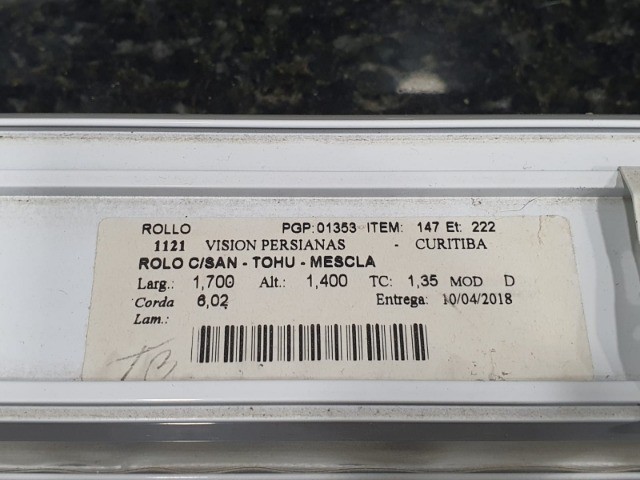 ROLLO PGP:01353 ITEM: 147 Et: 222
1121 VISION PERSIANAS - CURITIBA
ROLO C/SAN - TOHU - MESCLA
Larg.: 1,700 Alt.: 1,400 TC: 1,35 MOD D
Corda 6,02 Entrega: 10/04/2018
Lam.: